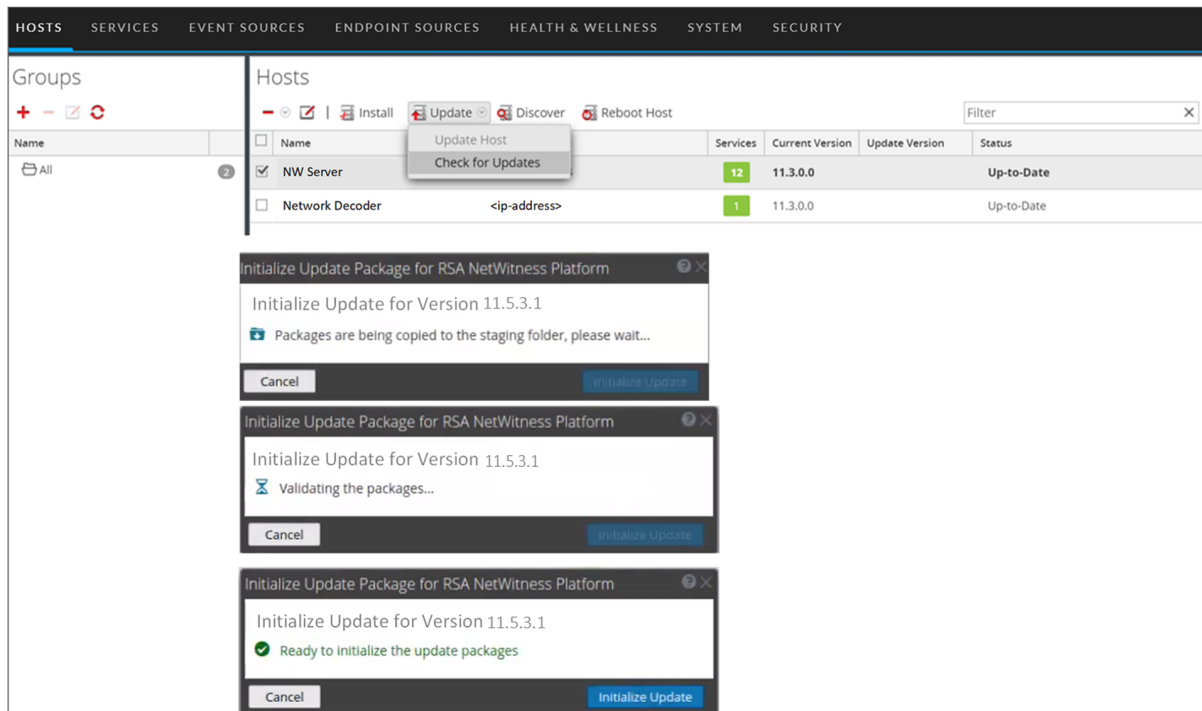 HOSTS SERVICES EVENT SOURCES ENDPOINT SOURCES HEALTH & WELLNESS SYSTEM SECURITY
Groups
Name
All 2
Hosts
Install Update Discover Reboot Host Filter
Update Host
Check for Updates
Name Services Current Version Update Version Status
NW Server 12 11.3.0.0 Up-to-Date
Network Decoder <ip-address> 1 11.3.0.0 Up-to-Date
Initialize Update Package for RSA NetWitness Platform
Initialize Update for Version 11.5.3.1
Packages are being copied to the staging folder, please wait...
Cancel Initialize Update
Initialize Update Package for RSA NetWitness Platform
Initialize Update for Version 11.5.3.1
Validating the packages...
Cancel Initialize Update
Initialize Update Package for RSA NetWitness Platform
Initialize Update for Version 11.5.3.1
Ready to initialize the update packages
Cancel Initialize Update